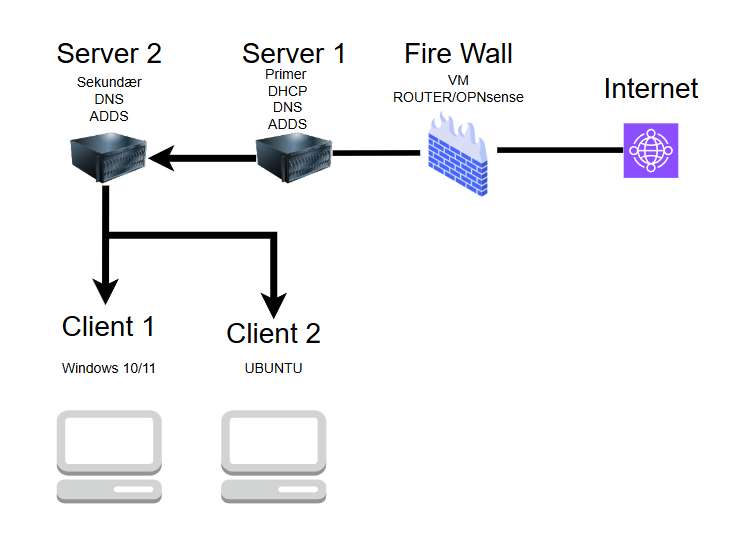 Server 2
Sekundær
DNS
ADDS
Server 1
Primer
DHCP
DNS
ADDS
Fire Wall
VM
ROUTER/OPNsense
Internet
Client 1
Windows 10/11
Client 2
UBUNTU